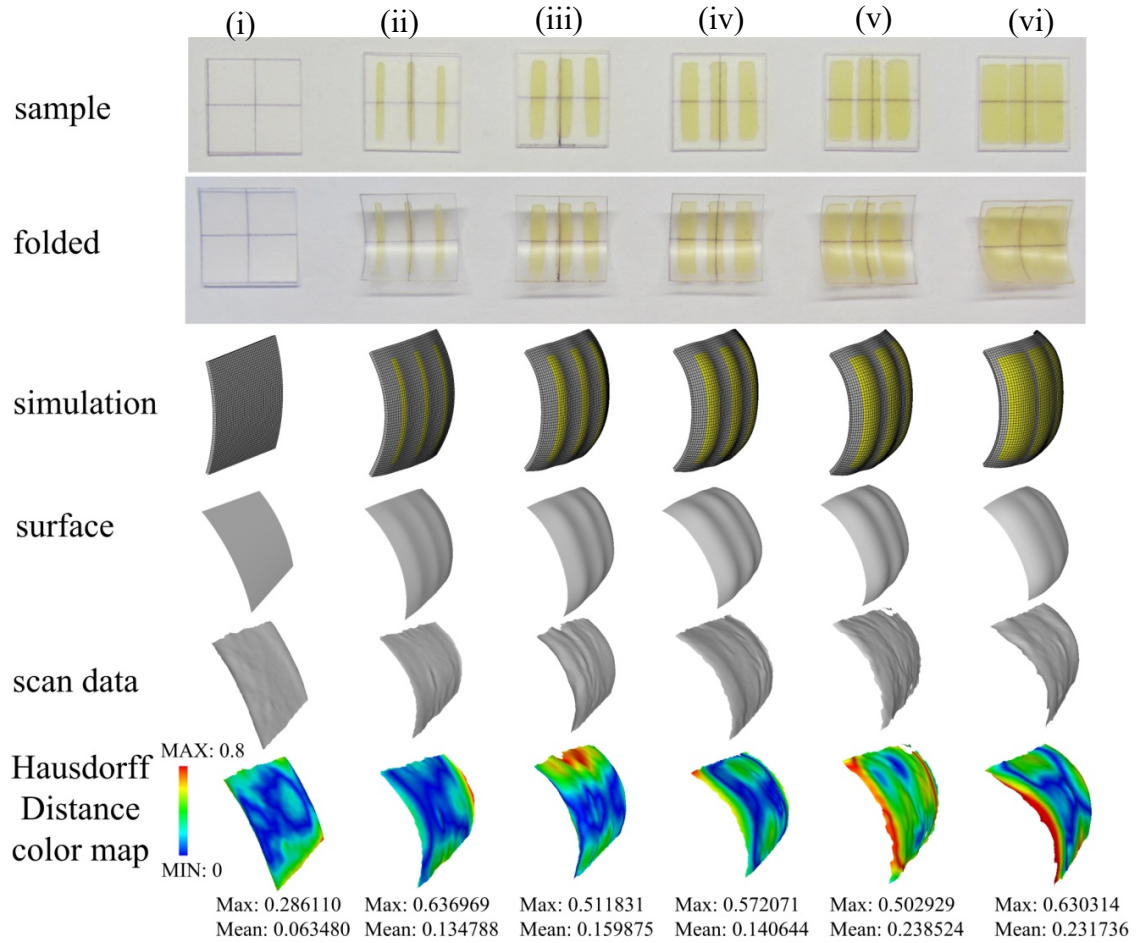 (i) (ii) (iii) (iv) (v) (vi)
sample
folded
simulation
surface
scan data
Hausdorff
Distance
color map
MAX: 0.8
MIN: 0
Max: 0.286110 Max: 0.636969 Max: 0.511831 Max: 0.572071 Max: 0.502929 Max: 0.630314
Mean: 0.063480 Mean: 0.134788 Mean: 0.159875 Mean: 0.140644 Mean: 0.238524 Mean: 0.231736